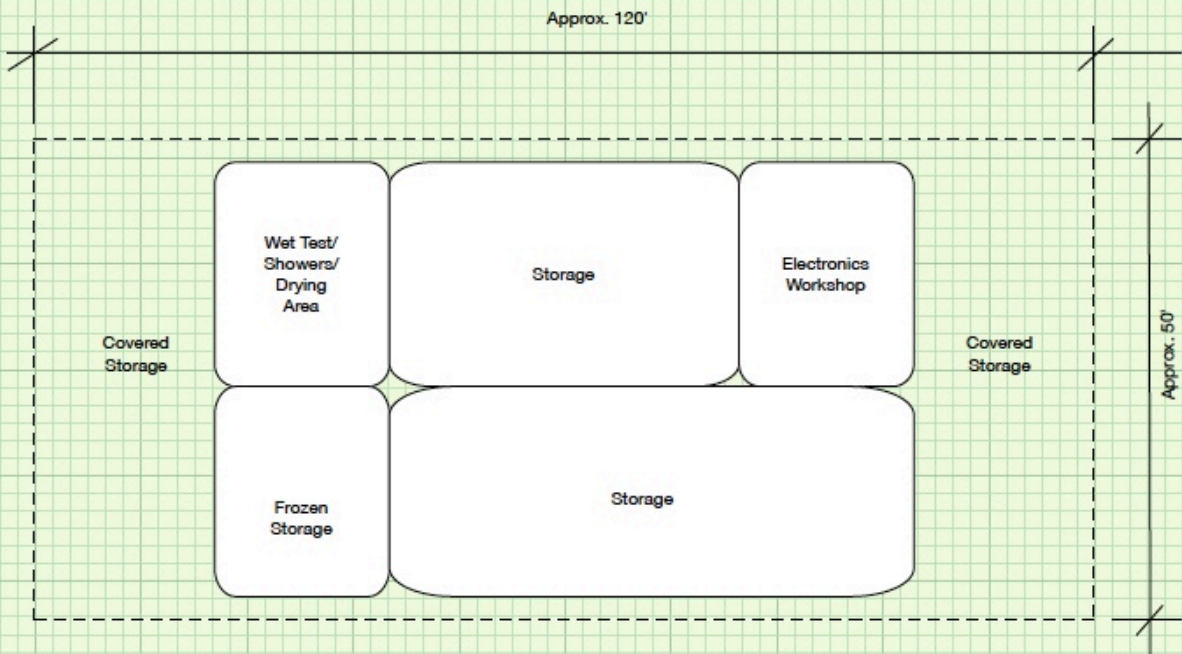 Approx. 120'
Wet Test/
Showers/
Drying
Area
Storage
Electronics
Workshop
Covered
Storage
Covered
Storage
Approx. 50'
Frozen
Storage
Storage